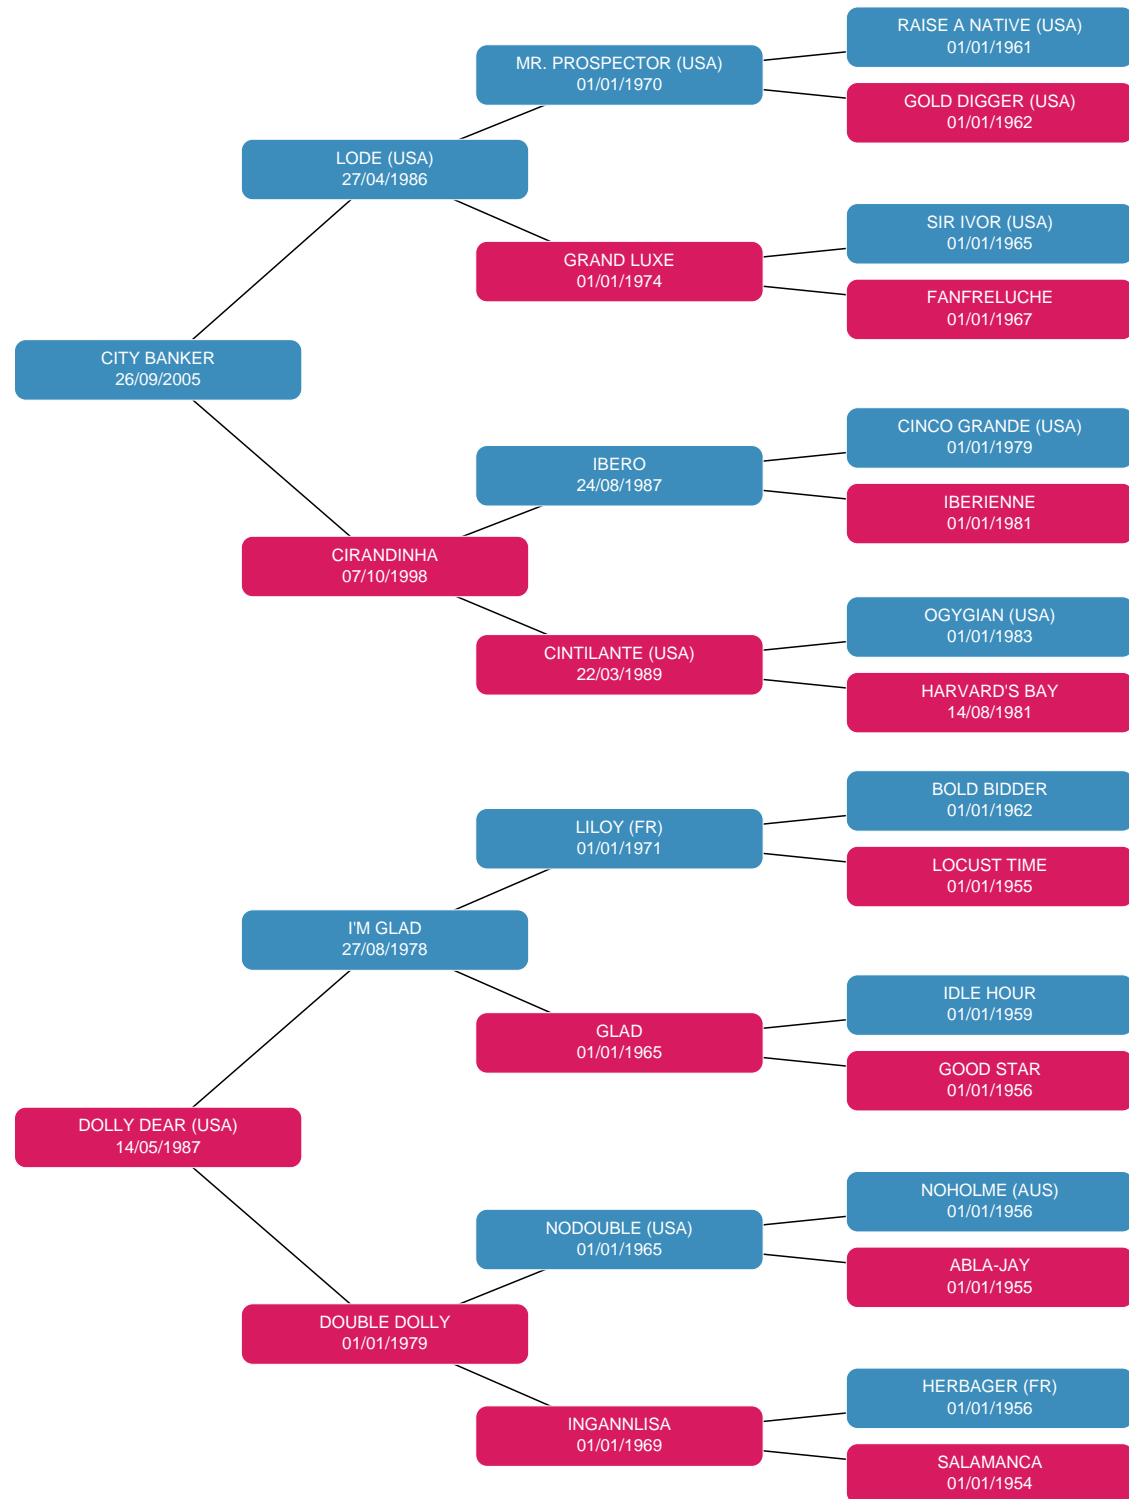 RAISE A NATIVE (USA)
01/01/1961
MR. PROSPECTOR (USA)
01/01/1970
GOLD DIGGER (USA)
01/01/1962
LODE (USA)
27/04/1986
SIR IVOR (USA)
01/01/1965
GRAND LUXE
01/01/1974
FANFRELUCHE
01/01/1967
CITY BANKER
26/09/2005
CINCO GRANDE (USA)
01/01/1979
IBERO
24/08/1987
IBERIENNE
01/01/1981
CIRANDINHA
07/10/1998
OGYGIAN (USA)
01/01/1983
CINTILANTE (USA)
22/03/1989
HARVARD'S BAY
14/08/1981
BOLD BIDDER
01/01/1962
LILOY (FR)
01/01/1971
LOCUST TIME
01/01/1955
I'M GLAD
27/08/1978
IDLE HOUR
01/01/1959
GLAD
01/01/1965
GOOD STAR
01/01/1956
DOLLY DEAR (USA)
14/05/1987
NOHOLME (AUS)
01/01/1956
NODOUBLE (USA)
01/01/1965
ABLA-JAY
01/01/1955
DOUBLE DOLLY
01/01/1979
HERBAGER (FR)
01/01/1956
INGANNLISA
01/01/1969
SALAMANCA
01/01/1954